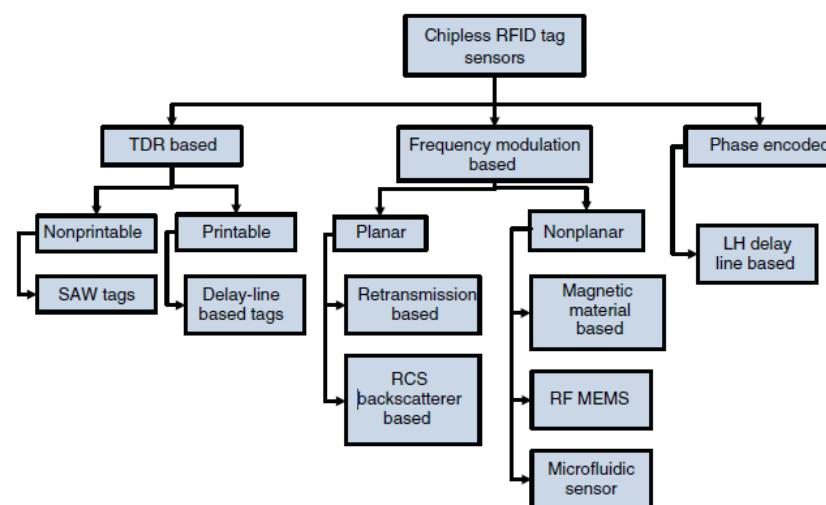 Chipless RFID tag
sensors
TDR based
Frequency modulation
based
Phase encoded
Nonprintable
Printable
Planar
Nonplanar
LH delay
line based
SAW tags
Delay-line
based tags
Retransmission
based
Magnetic
material
based
RCS
backscatterer
based
RF MEMS
Microfluidic
sensor